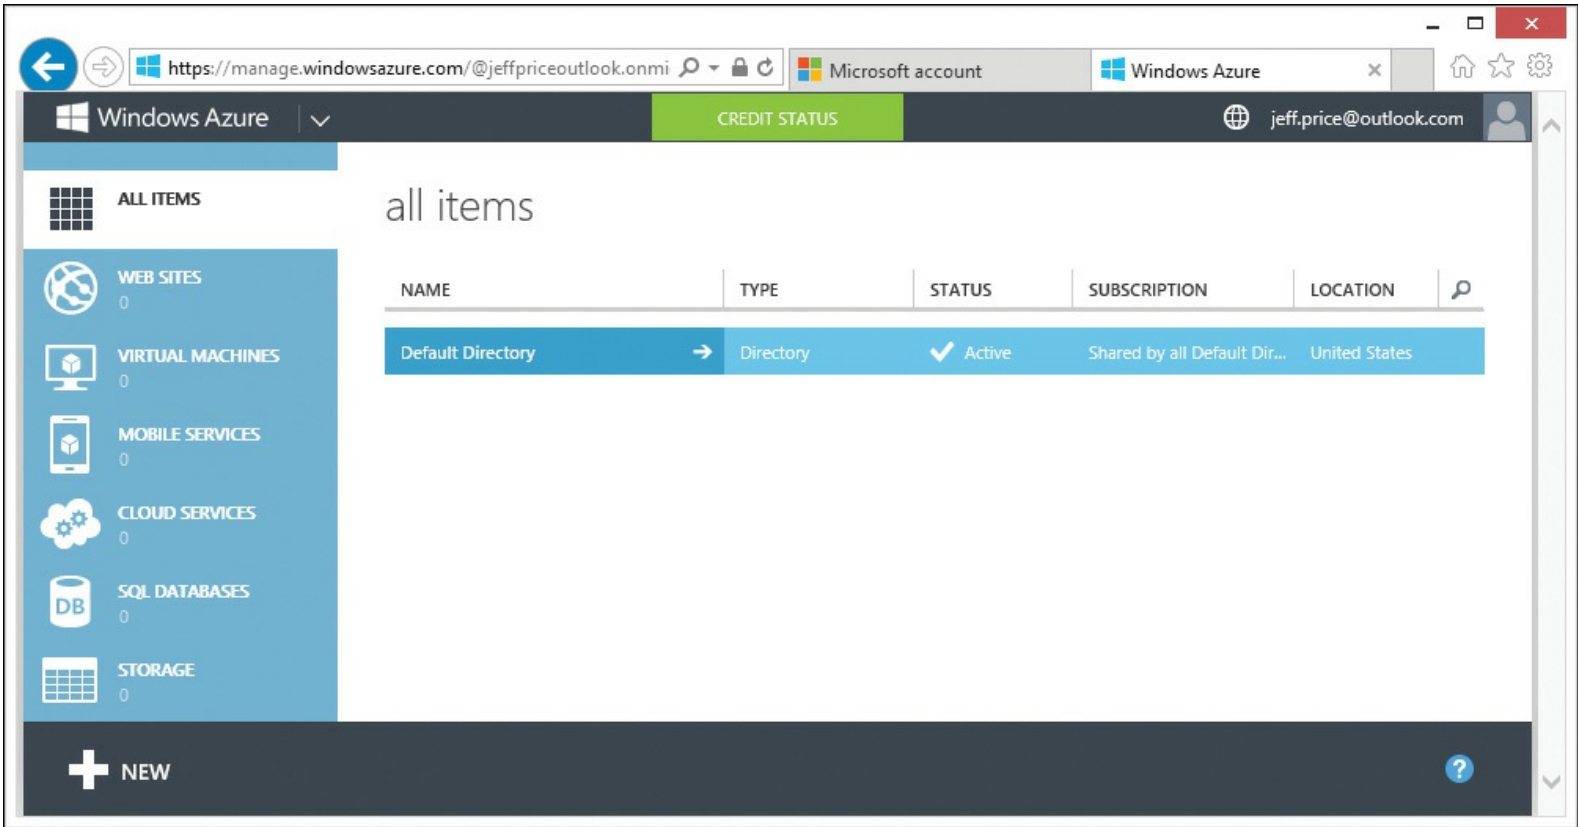 https://manage.windowsazure.com/@jeffpriceoutlook.onmi
Microsoft account
Windows Azure
Windows Azure
CREDIT STATUS
jeff.price@outlook.com
ALL ITEMS
WEB SITES
0
VIRTUAL MACHINES
0
MOBILE SERVICES
0
CLOUD SERVICES
0
DB
SQL DATABASES
0
STORAGE
0
all items
NAME TYPE STATUS SUBSCRIPTION LOCATION
Default Directory Directory Active Shared by all Default Dir... United States
NEW
?